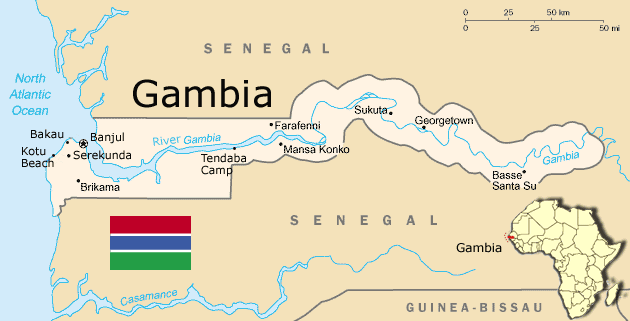 0 25 50 km
0 25 50 mi
SENEGAL
North
Atlantic
Ocean
Gambia
Sukuta
Georgetown
Farafenni
Bakau
Banjul
River Gambia
Kotu
Beach
Serekunda
Mansa Konko
Tendaba
Camp
Gambia
Brikama
Basse
Santa Su
SENEGAL
Gambia
Casamance
GUINEA-BISSAU